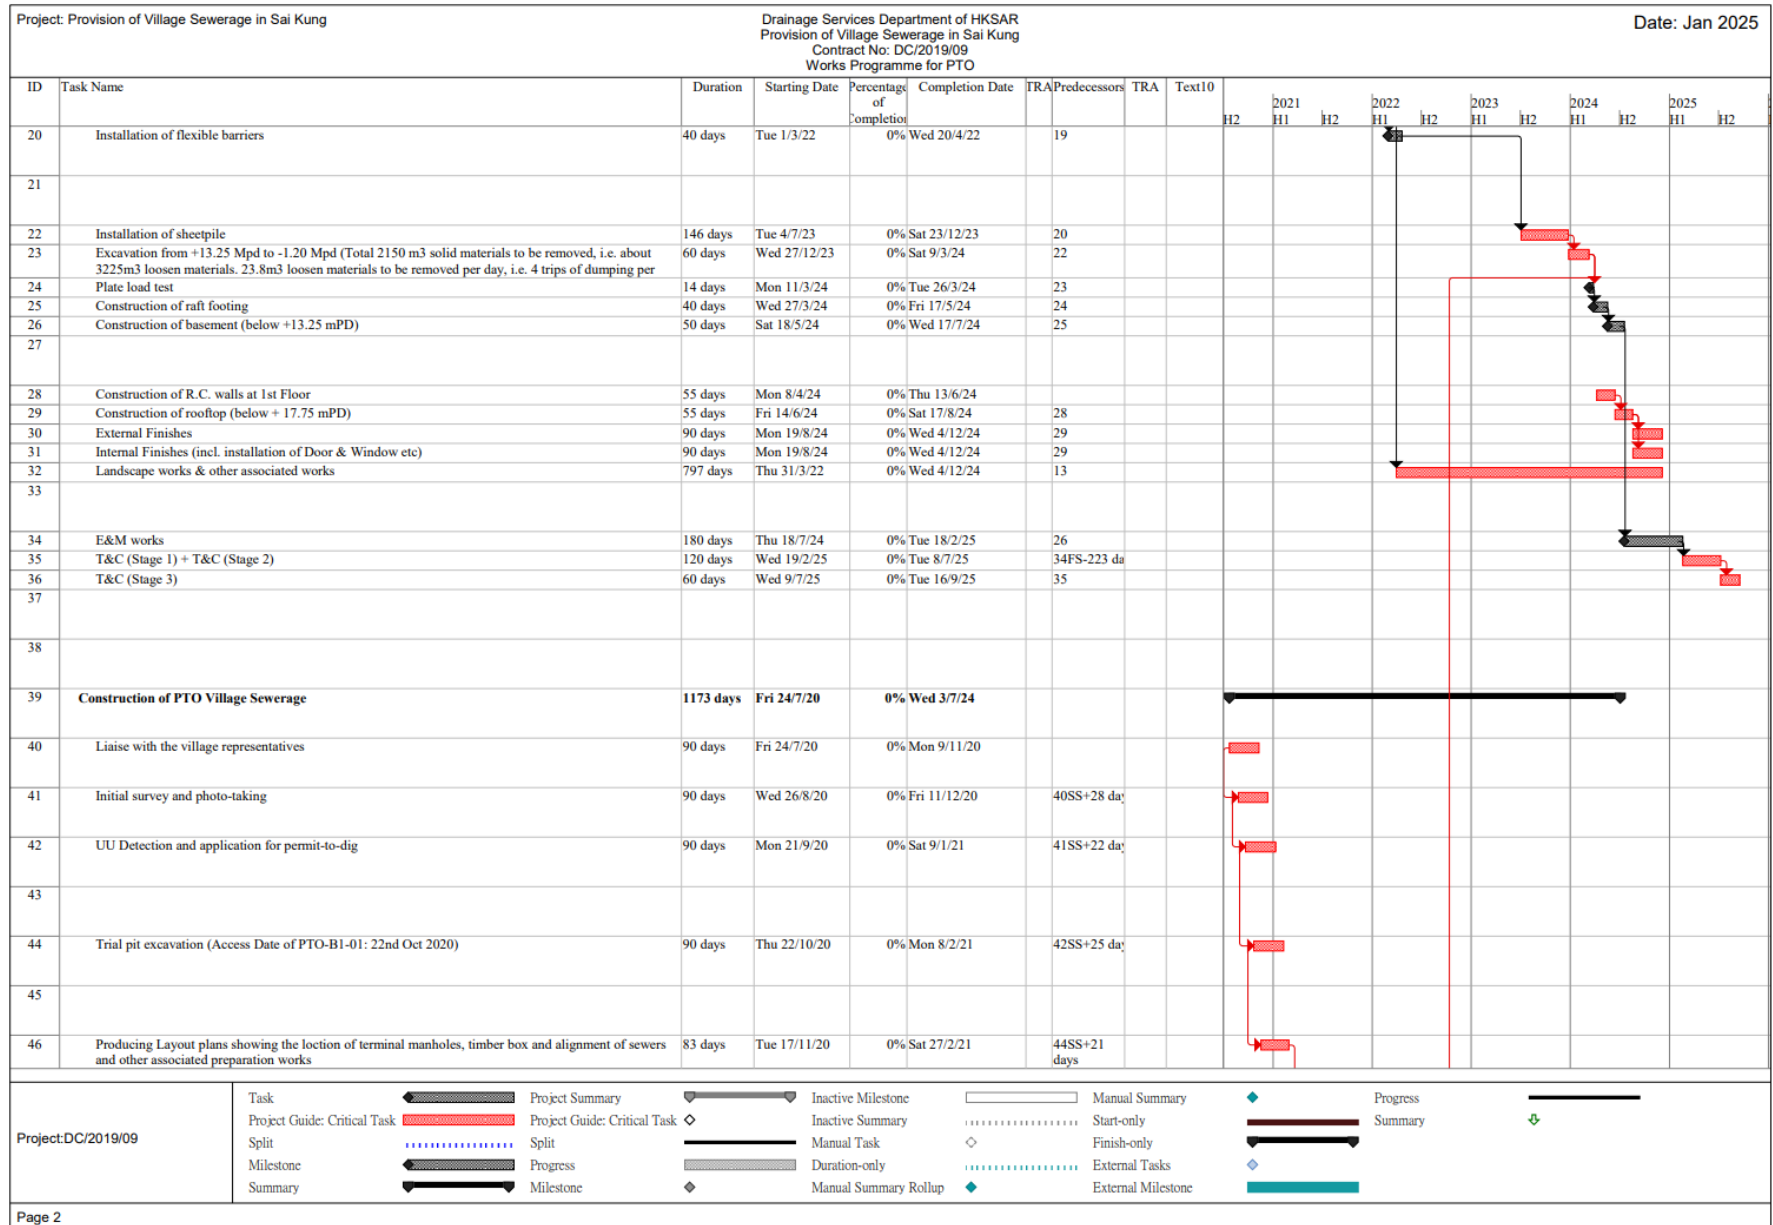 Project: Provision of Village Sewerage in Sai Kung
Drainage Services Department of HKSAR
Provision of Village Sewerage in Sai Kung
Contract No: DC/2019/09
Works Programme for PTO
Date: Jan 2025
ID Task Name Duration Starting Date Percentage of Completion Completion Date TRA Predecessors TRA Text10
2021 2022 2023 2024 2025
H2 H1 H2 H1 H2 H1 H2 H1 H2 H1 H2
20 Installation of flexible barriers 40 days Tue 1/3/22 0% Wed 20/4/22 19
21
22 Installation of sheetpile 146 days Tue 4/7/23 0% Sat 23/12/23 20
23 Excavation from +13.25 Mpd to -1.20 Mpd (Total 2150 m3 solid materials to be removed, i.e. about 60 days Wed 27/12/23 0% Sat 9/3/24 22
3225m3 loosen materials. 23.8m3 loosen materials to be removed per day, i.e. 4 trips of dumping per
24 Plate load test 14 days Mon 11/3/24 0% Tue 26/3/24 23
25 Construction of raft footing 40 days Wed 27/3/24 0% Fri 17/5/24 24
26 Construction of basement (below +13.25 mPD) 50 days Sat 18/5/24 0% Wed 17/7/24 25
27
28 Construction of R.C. walls at 1st Floor 55 days Mon 8/4/24 0% Thu 13/6/24
29 Construction of rooftop (below + 17.75 mPD) 55 days Fri 14/6/24 0% Sat 17/8/24 28
30 External Finishes 90 days Mon 19/8/24 0% Wed 4/12/24 29
31 Internal Finishes (incl. installation of Door & Window etc) 90 days Mon 19/8/24 0% Wed 4/12/24 29
32 Landscape works & other associated works 797 days Thu 31/3/22 0% Wed 4/12/24 13
33
34 E&M works 180 days Thu 18/7/24 0% Tue 18/2/25 26
35 T&C (Stage 1) + T&C (Stage 2) 120 days Wed 19/2/25 0% Tue 8/7/25 34FS-223 da
36 T&C (Stage 3) 60 days Wed 9/7/25 0% Tue 16/9/25 35
37
38
39 Construction of PTO Village Sewerage 1173 days Fri 24/7/20 0% Wed 3/7/24
40 Liaise with the village representatives 90 days Fri 24/7/20 0% Mon 9/11/20
41 Initial survey and photo-taking 90 days Wed 26/8/20 0% Fri 11/12/20 40SS+28 day
42 UU Detection and application for permit-to-dig 90 days Mon 21/9/20 0% Sat 9/1/21 41SS+22 day
43
44 Trial pit excavation (Access Date of PTO-B1-01: 22nd Oct 2020) 90 days Thu 22/10/20 0% Mon 8/2/21 42SS+25 day
45
46 Producing Layout plans showing the loction of terminal manholes, timber box and alignment of sewers 83 days Tue 17/11/20 0% Sat 27/2/21 44SS+21
and other associated preparation works days
Project:DC/2019/09
Task Project Summary Inactive Milestone Manual Summary Progress
Project Guide: Critical Task Project Guide: Critical Task Inactive Summary Start-only Summary
Split Split Manual Task Finish-only
Milestone Progress Duration-only External Tasks
Summary Milestone Manual Summary Rollup External Milestone
Page 2